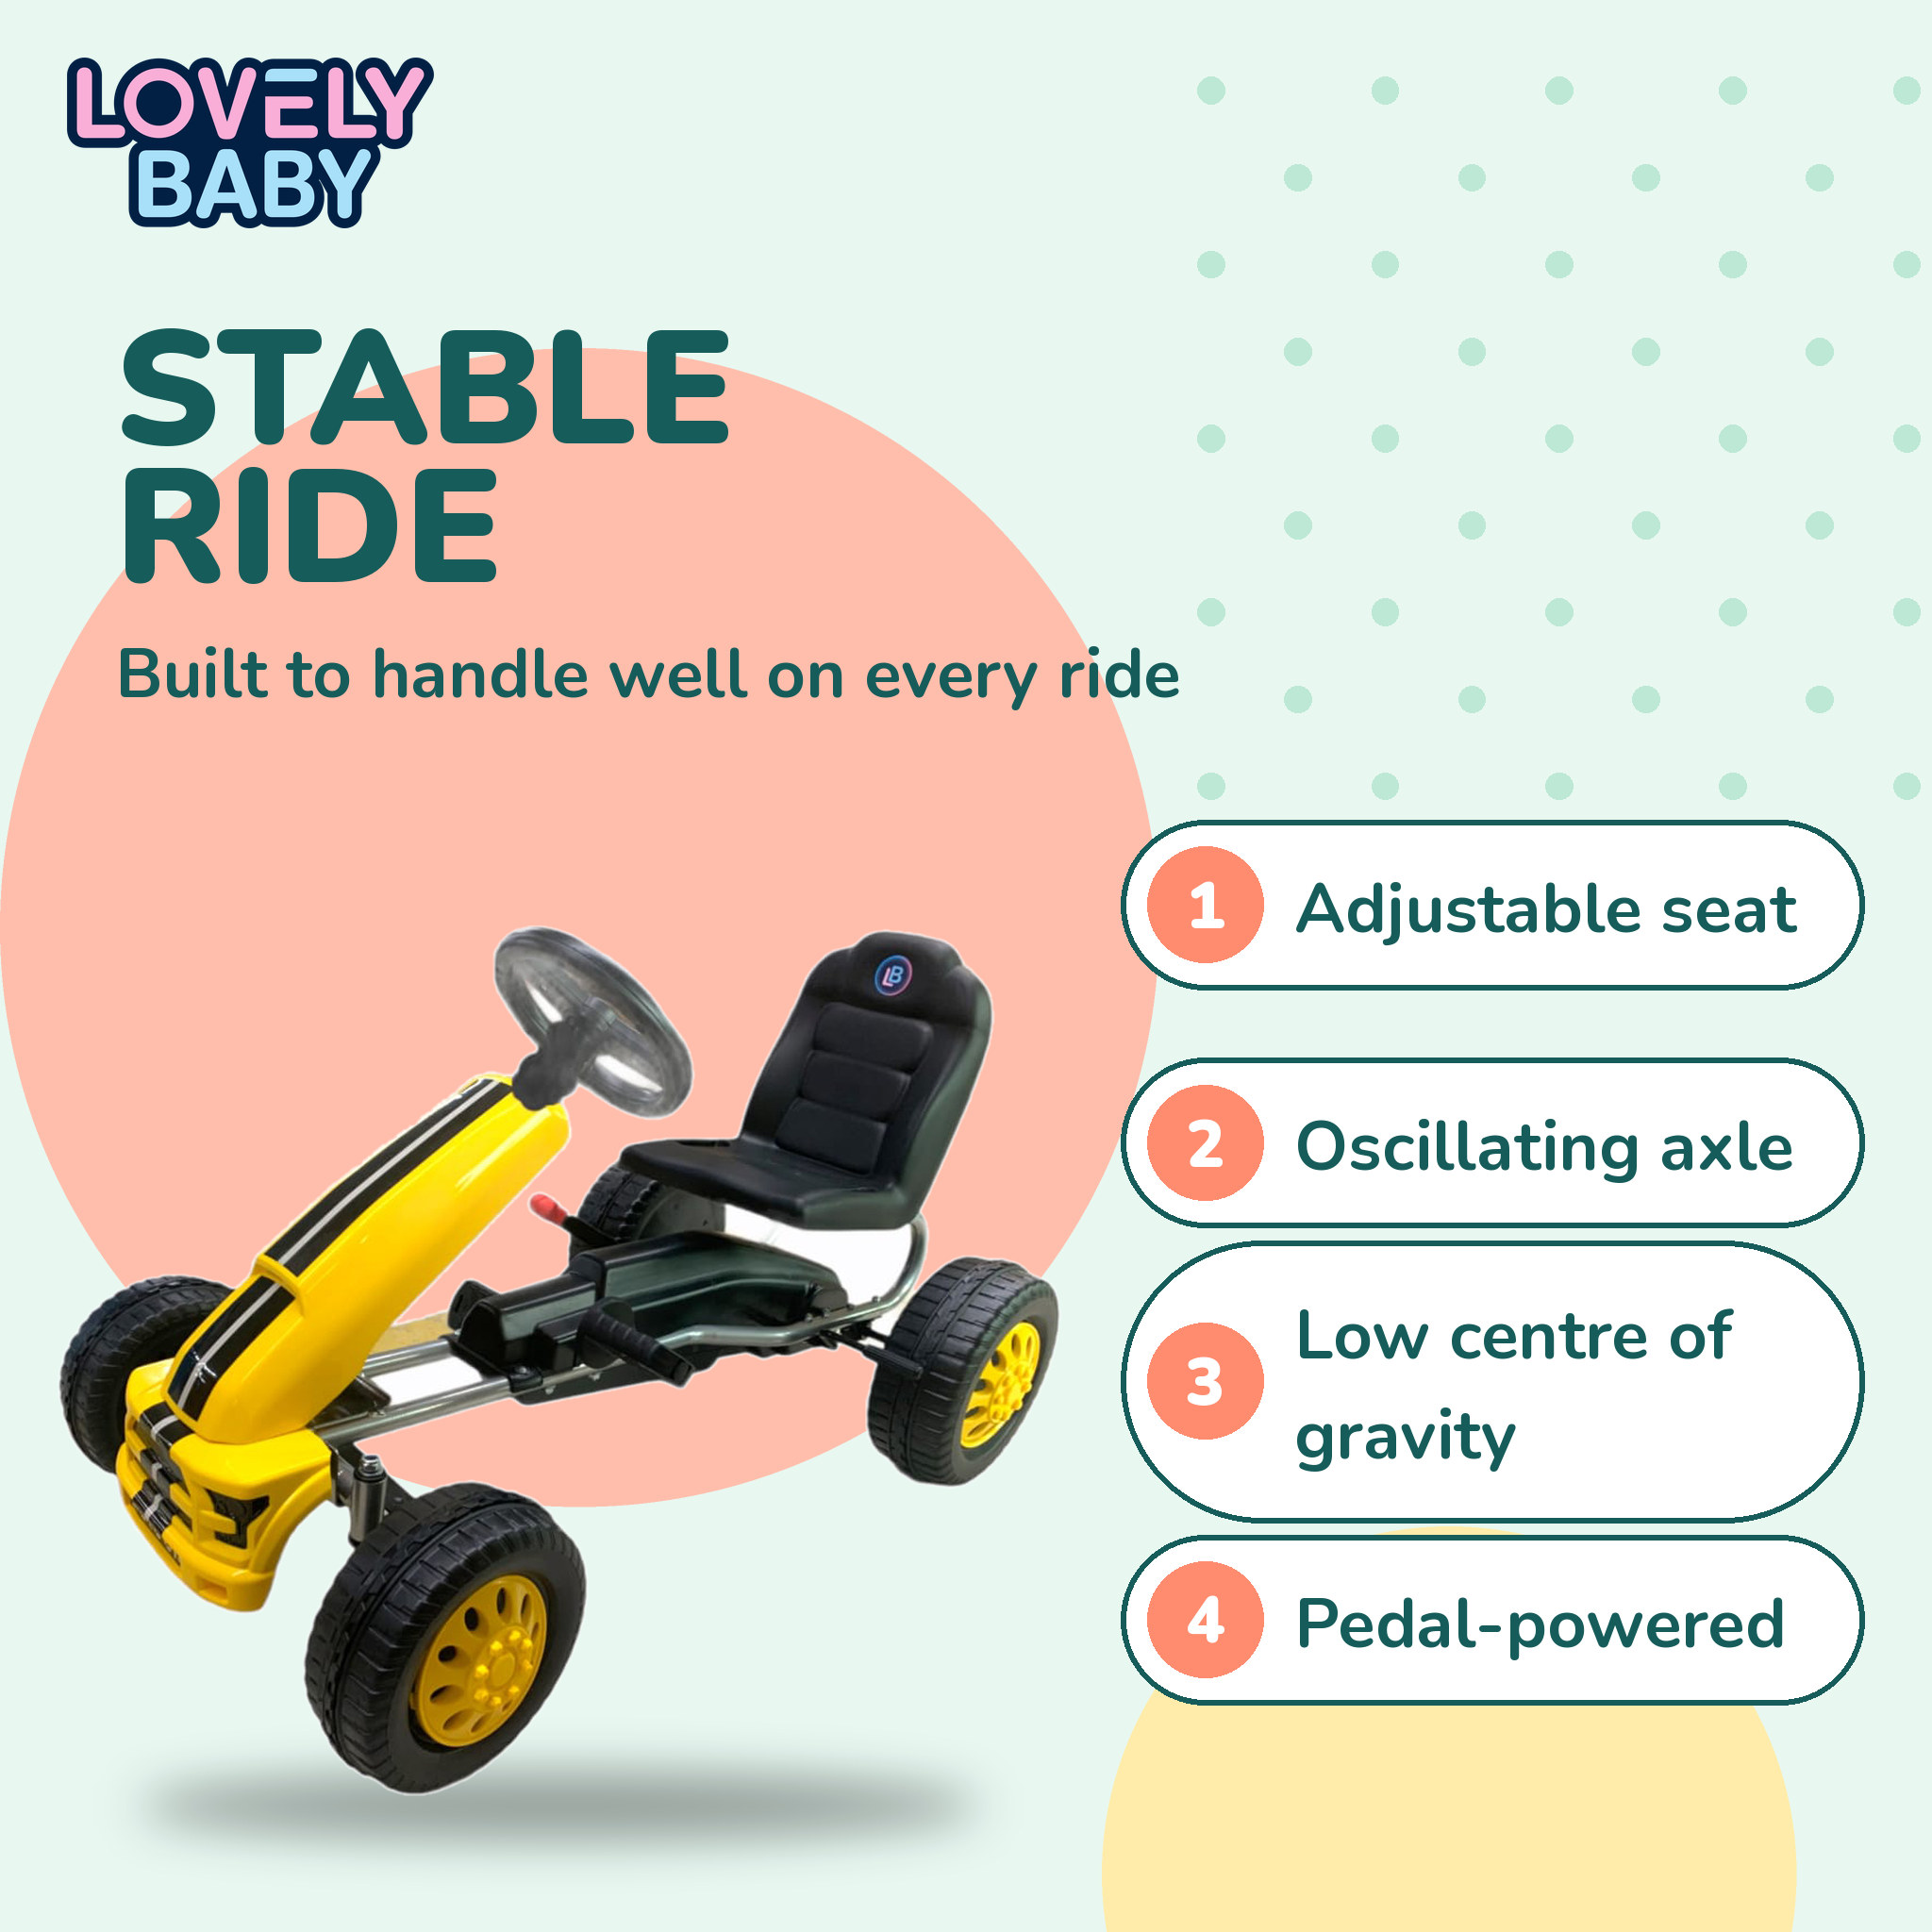 LOVELY
BABY
STABLE
RIDE
Built to handle well on every ride
LB
1 Adjustable seat
2 Oscillating axle
3 Low centre of
gravity
4 Pedal-powered